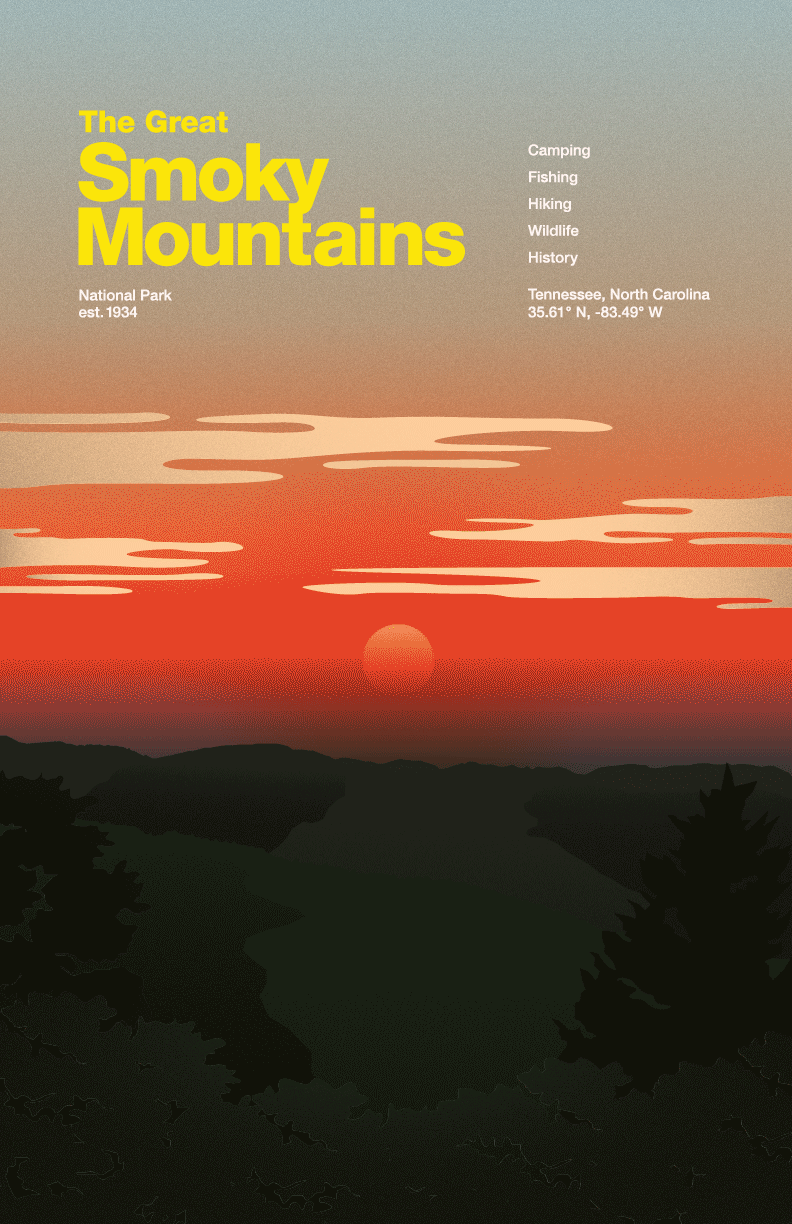 The Great
Smoky
Mountains
National Park
est. 1934
Camping
Fishing
Hiking
Wildlife
History
Tennessee, North Carolina
35.61° N, -83.49° W